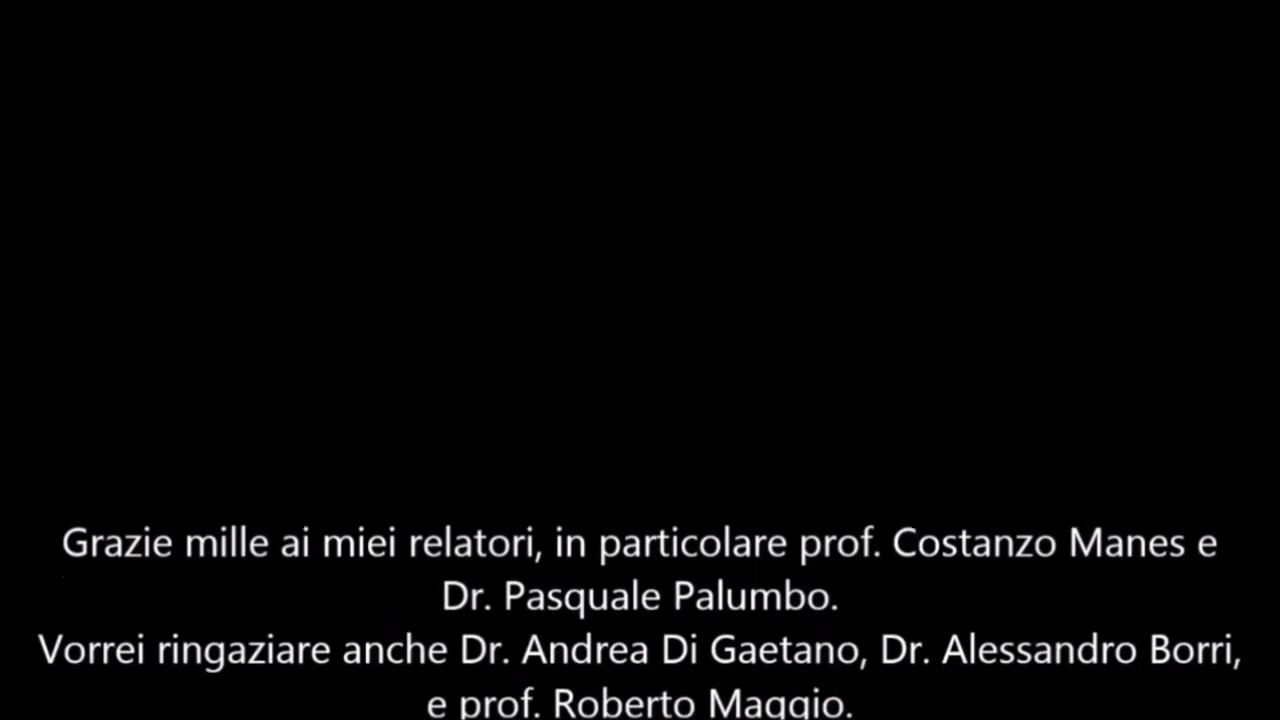 Grazie mille ai miei relatori, in particolare prof. Costanzo Manes e
Dr. Pasquale Palumbo.
Vorrei ringaziare anche Dr. Andrea Di Gaetano, Dr. Alessandro Borri,
e prof. Roberto Maggio.